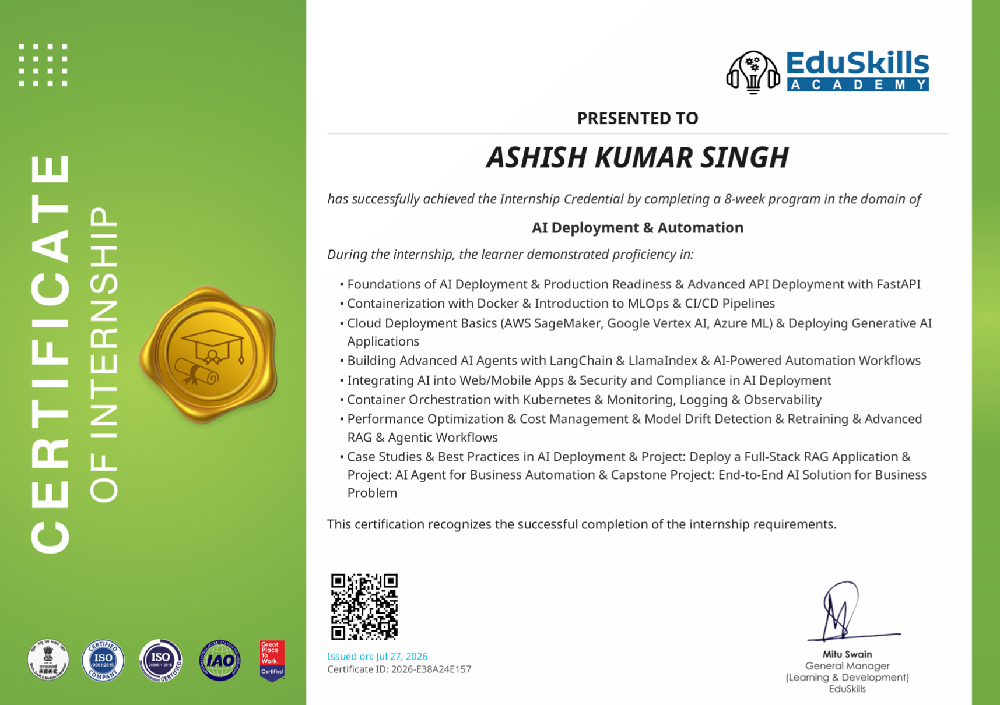 CERTIFICATE
OF INTERNSHIP
EduSkills
ACADEMY
PRESENTED TO
ASHISH KUMAR SINGH
has successfully achieved the Internship Credential by completing a 8-week program in the domain of
AI Deployment & Automation
During the internship, the learner demonstrated proficiency in:
• Foundations of AI Deployment & Production Readiness & Advanced API Deployment with FastAPI
• Containerization with Docker & Introduction to MLOps & CI/CD Pipelines
• Cloud Deployment Basics (AWS SageMaker, Google Vertex AI, Azure ML) & Deploying Generative AI
Applications
• Building Advanced AI Agents with LangChain & LlamaIndex & AI-Powered Automation Workflows
• Integrating AI into Web/Mobile Apps & Security and Compliance in AI Deployment
• Container Orchestration with Kubernetes & Monitoring, Logging & Observability
• Performance Optimization & Cost Management & Model Drift Detection & Retraining & Advanced
RAG & Agentic Workflows
• Case Studies & Best Practices in AI Deployment & Project: Deploy a Full-Stack RAG Application &
Project: AI Agent for Business Automation & Capstone Project: End-to-End AI Solution for Business
Problem
This certification recognizes the successful completion of the internship requirements.
Issued on: Jul 27, 2026
Certificate ID: 2026-E38A24E157
Mitu Swain
General Manager
(Learning & Development)
EduSkills
Micro, Small & Medium Enterprises
CERTIFIED
ISO
9001:2015
COMPANY
ISO
20000-1:2018
CERTIFIED
INTERNATIONAL ACCREDITATION ORGANIZATION
IAO
Great
Place
To
Work.
Certified